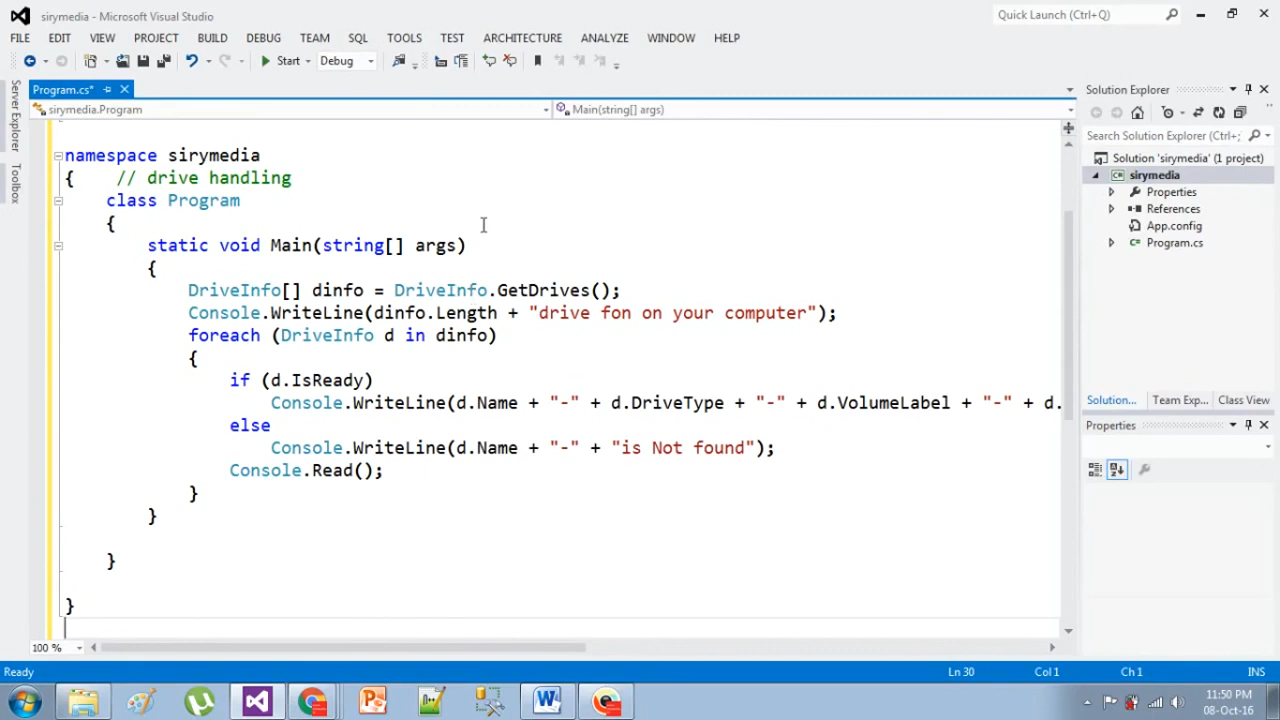 sirymedia - Microsoft Visual Studio
Quick Launch (Ctrl+Q)
FILE EDIT VIEW PROJECT BUILD DEBUG TEAM SQL TOOLS TEST ARCHITECTURE ANALYZE WINDOW HELP
Start Debug
Program.cs*
Solution Explorer
sirymedia.Program Main(string[] args)
Search Solution Explorer (Ctrl+;
Server Explorer
Toolbox
Solution 'sirymedia' (1 project)
sirymedia
Properties
References
App.config
Program.cs
namespace sirymedia
{ // drive handling
class Program
{
static void Main(string[] args)
{
DriveInfo[] dinfo = DriveInfo.GetDrives();
Console.WriteLine(dinfo.Length + "drive fon on your computer");
foreach (DriveInfo d in dinfo)
{
if (d.IsReady)
Console.WriteLine(d.Name + "-" + d.DriveType + "-" + d.VolumeLabel + "-" + d.
else
Console.WriteLine(d.Name + "-" + "is Not found");
Console.Read();
}
}
}
}
Solution... Team Exp... Class View
Properties
100 %
Ready Ln 30 Col 1 Ch 1 INS
11:50 PM
08-Oct-16